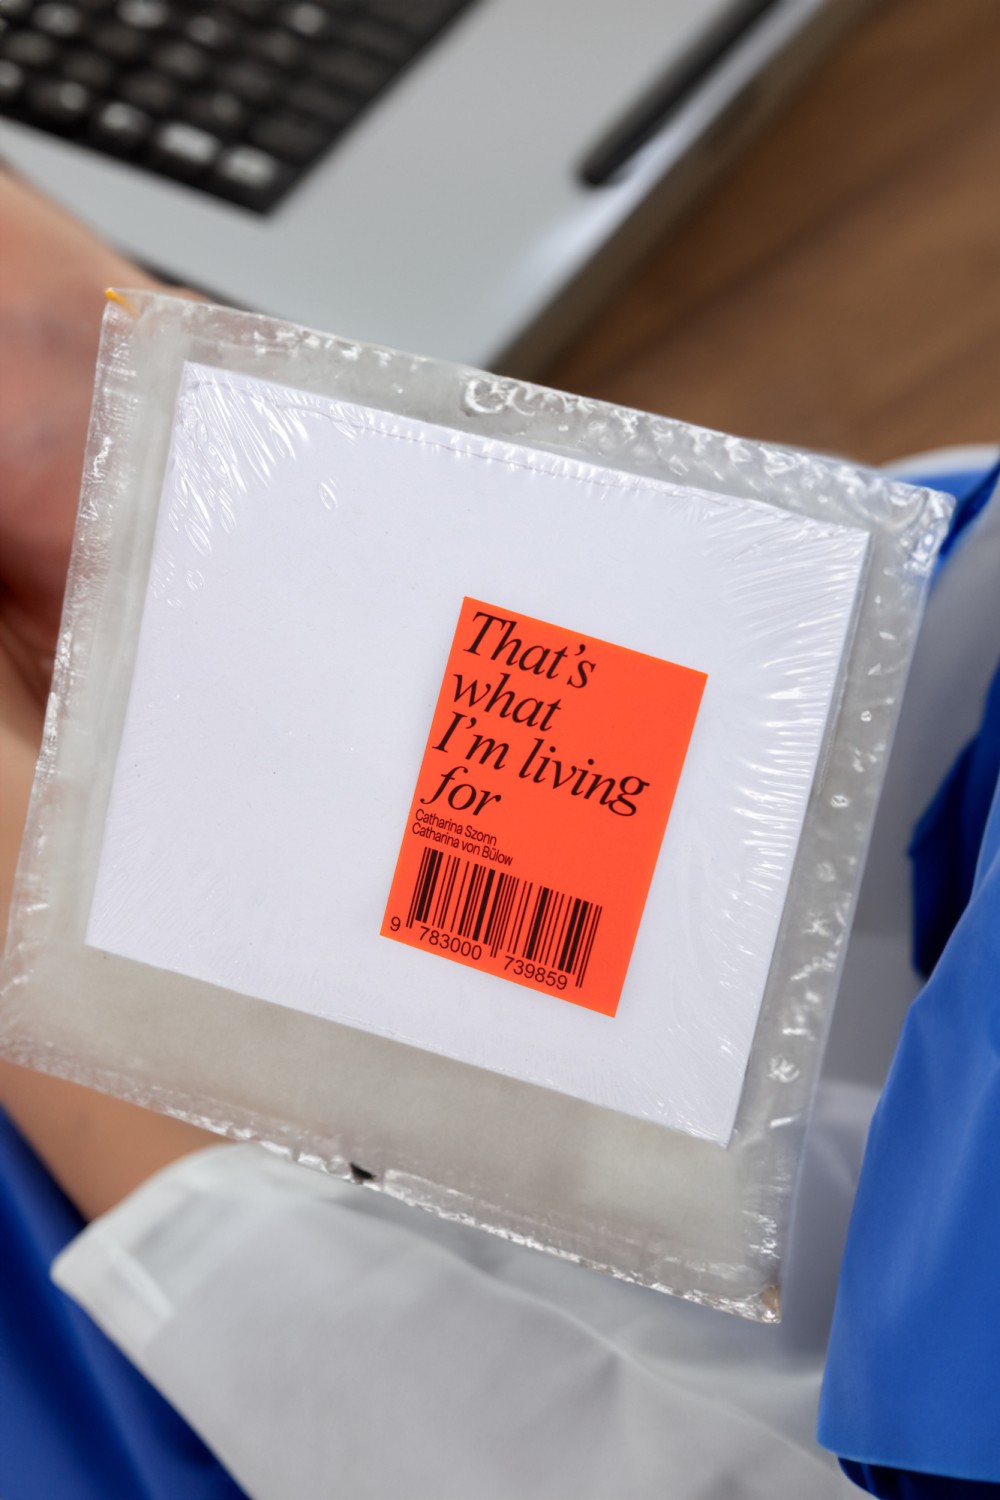 That's
what
I'm living
for
Catharina Szonn
Catharina von Bülow
9 783000 739859